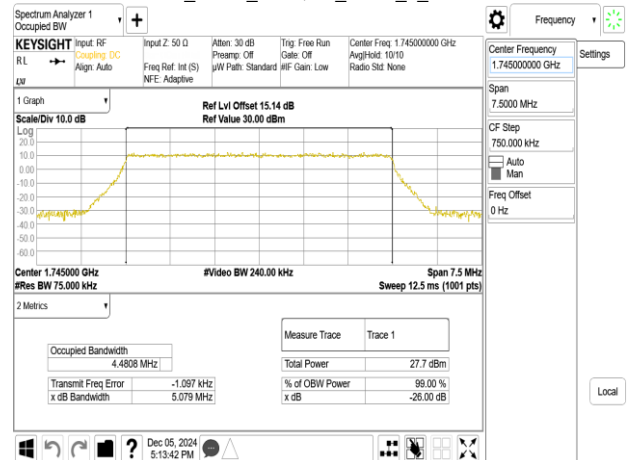 Spectrum Analyzer 1
Occupied BW
Frequency
KEYSIGHT
RL
Input: RF
Coupling: DC
Align: Auto
Input Z: 50 Ω
Freq Ref: Int (S)
NFE: Adaptive
Atten: 30 dB
Preamp: Off
µW Path: Standard
Trig: Free Run
Gate: Off
#IF Gain: Low
Center Freq: 1.745000000 GHz
Avg|Hold: 10/10
Radio Std: None
Center Frequency
1.745000000 GHz
Settings
Span
7.5000 MHz
CF Step
750.000 kHz
Auto
Man
Freq Offset
0 Hz
1 Graph
Scale/Div 10.0 dB
Ref Lvl Offset 15.14 dB
Ref Value 30.00 dBm
Log
20.0
10.0
0.00
-10.0
-20.0
-30.0
-40.0
-50.0
-60.0
Center 1.745000 GHz
#Res BW 75.000 kHz
#Video BW 240.00 kHz
Span 7.5 MHz
Sweep 12.5 ms (1001 pts)
2 Metrics
Occupied Bandwidth
4.4808 MHz
Transmit Freq Error -1.097 kHz
x dB Bandwidth 5.079 MHz
Measure Trace Trace 1
Total Power 27.7 dBm
% of OBW Power 99.00 %
x dB -26.00 dB
Local
?
Dec 05, 2024
5:13:42 PM